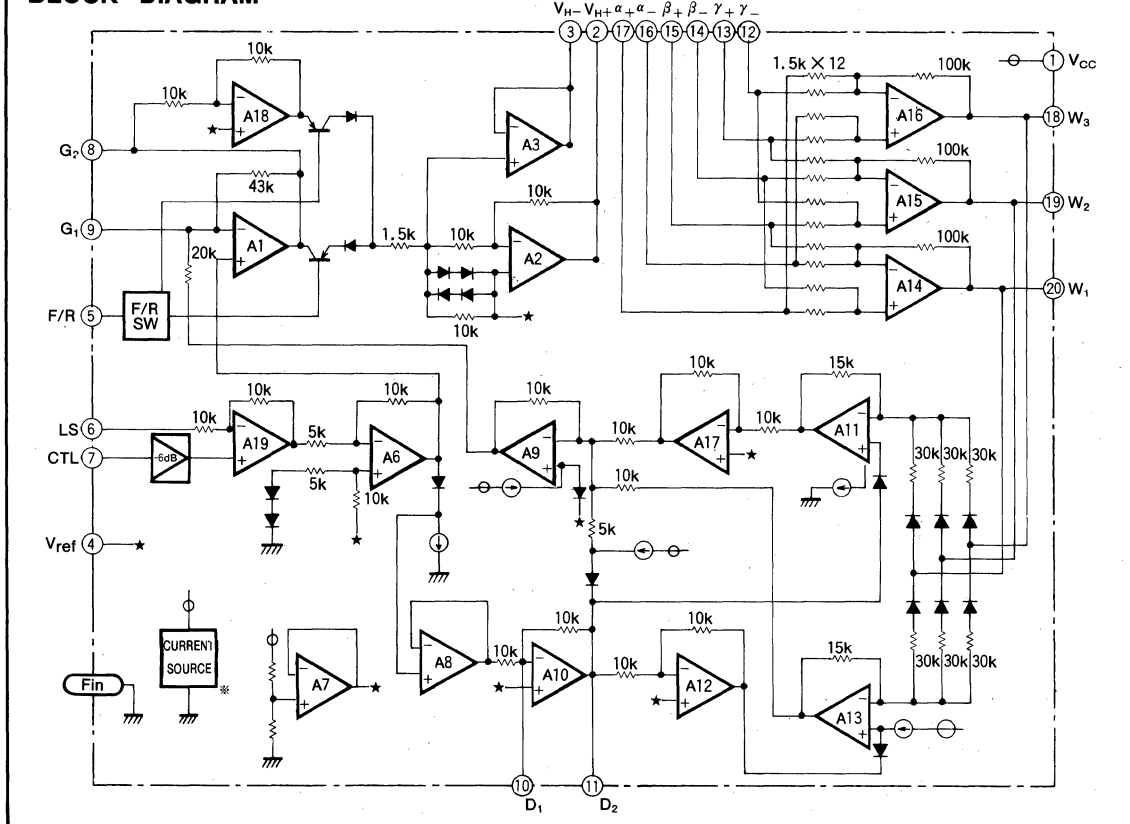 BLOCK DIAGRAM
VH− VH+ α+ α− β+ β− γ+ γ−
3 2 17 16 15 14 13 12
1 VCC
10k
1.5k × 12
100k
10k
A18
A16
18 W3
G2 8
A3
100k
43k
10k
A15
19 W2
G1 9
20k
A1
1.5k
10k
A2
100k
A14
20 W1
F/R 5
F/R SW
10k
LS 6
10k
10k
A19
5k
10k
A6
10k
A9
10k
10k
A17
10k
15k
A11
CTL 7
-6dB
5k
10k
10k
30k 30k 30k
Vref 4 ★
5k
CURRENT SOURCE ※
Fin
A7
A8
10k
10k
A10
10k
10k
A12
15k
A13
30k 30k 30k
10 11
D1 D2